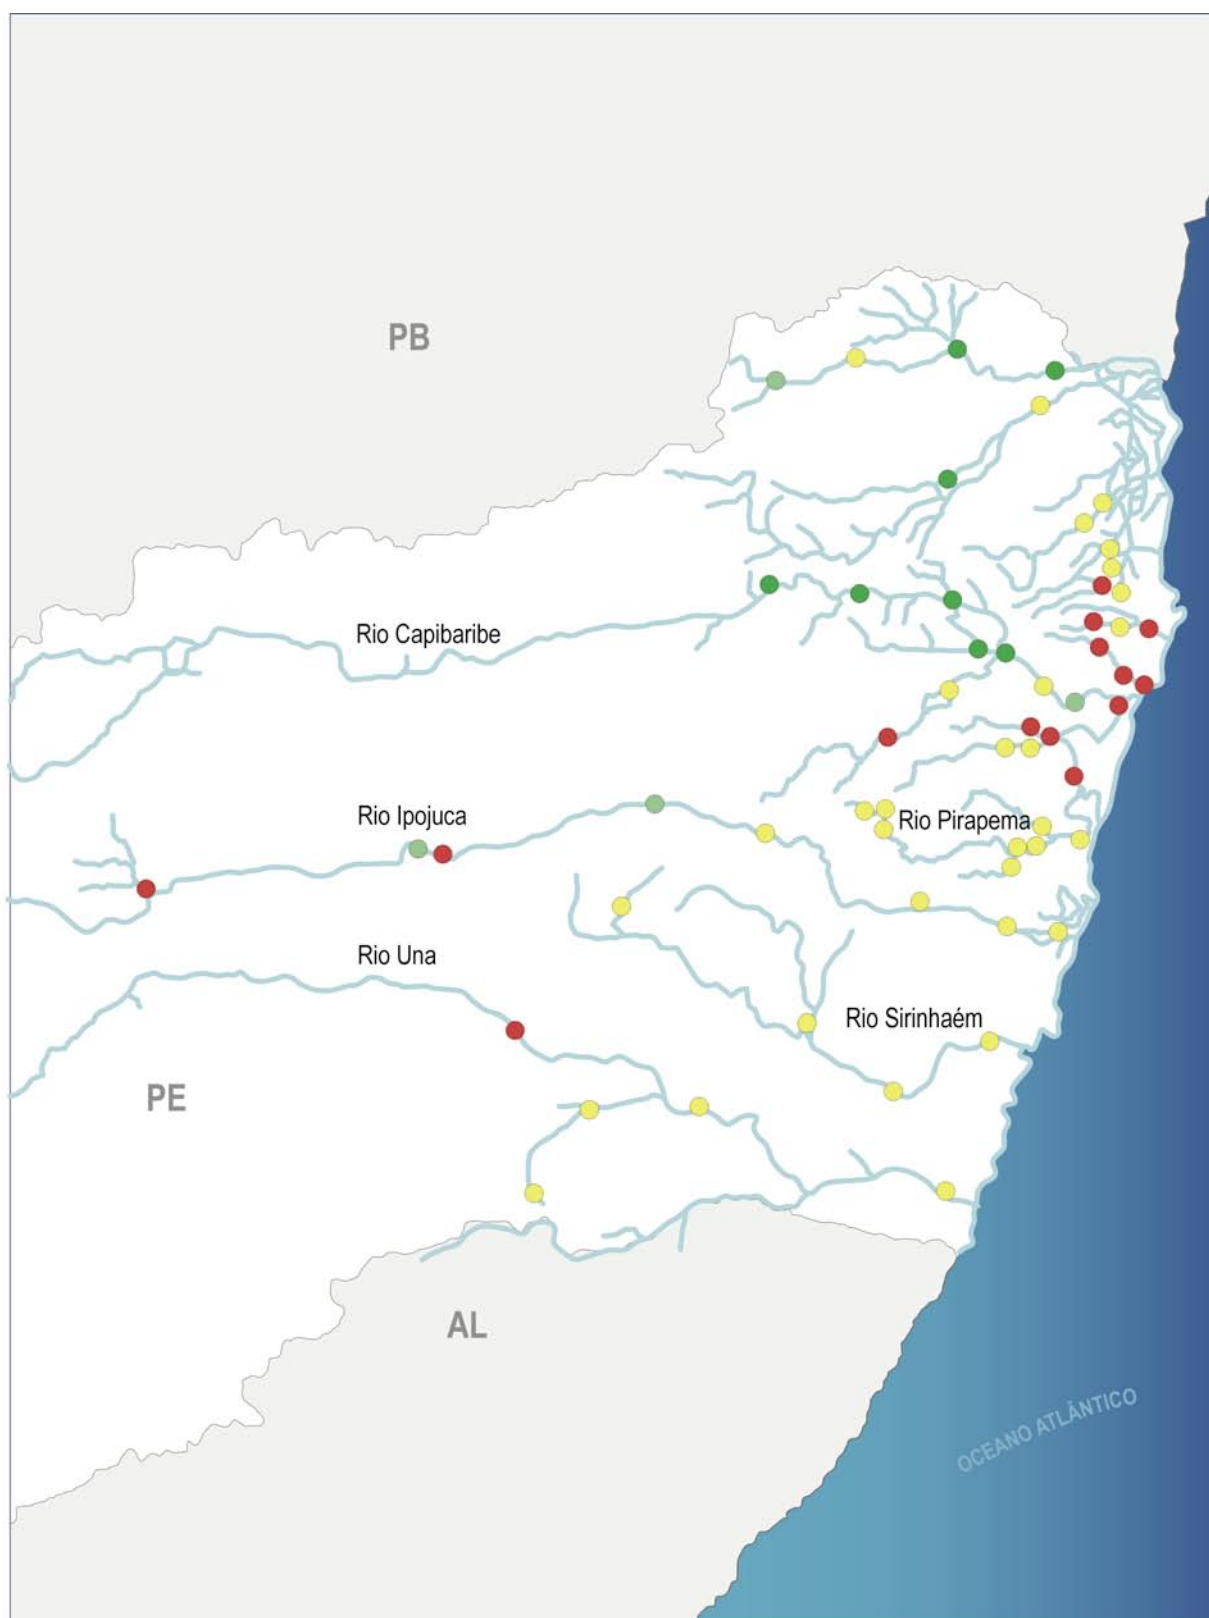 PB
Rio Capibaribe
Rio Ipojuca
Rio Pirapema
Rio Una
Rio Sirinhaém
PE
AL
OCEANO ATLÂNTICO